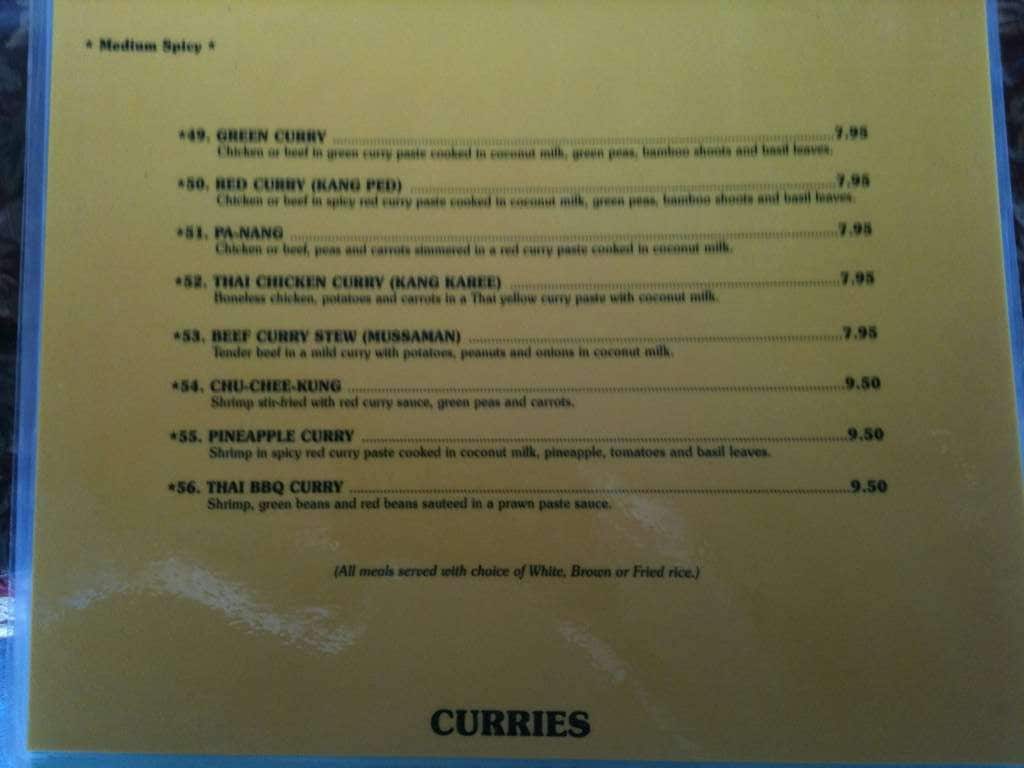 * Medium Spicy *
*49. GREEN CURRY 7.95
Chicken or beef in green curry paste cooked in coconut milk, green peas, bamboo shoots and basil leaves.
*50. RED CURRY (KANG PED) 7.95
Chicken or beef in spicy red curry paste cooked in coconut milk, green peas, bamboo shoots and basil leaves.
*51. PA-NANG 7.95
Chicken or beef, peas and carrots simmered in a red curry paste cooked in coconut milk.
*52. THAI CHICKEN CURRY (KANG KAREE) 7.95
Boneless chicken, potatoes and carrots in a Thai yellow curry paste with coconut milk.
*53. BEEF CURRY STEW (MUSSAMAN) 7.95
Tender beef in a mild curry with potatoes, peanuts and onions in coconut milk.
*54. CHU-CHEE-KUNG 9.50
Shrimp stir-fried with red curry sauce, green peas and carrots.
*55. PINEAPPLE CURRY 9.50
Shrimp in spicy red curry paste cooked in coconut milk, pineapple, tomatoes and basil leaves.
*56. THAI BBQ CURRY 9.50
Shrimp, green beans and red beans sauteed in a prawn paste sauce.
(All meals served with choice of White, Brown or Fried rice.)
CURRIES